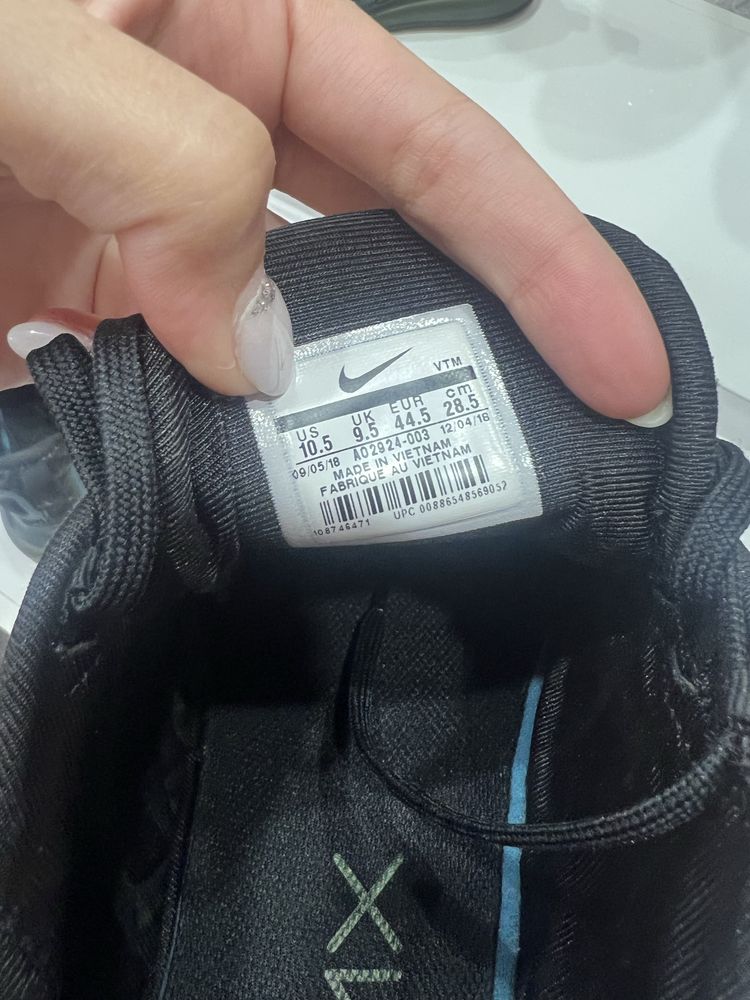 VTM
US UK EUR cm
10.5 9.5 44.5 28.5
09/05/18 AO2924-003 12/04/18
MADE IN VIETNAM
FABRIQUE AU VIETNAM
108746471 UPC 00886548569052